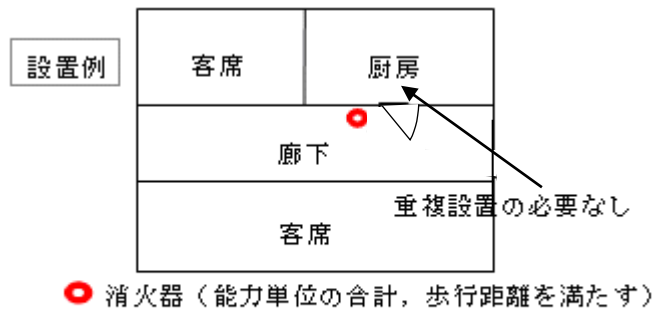 設置例
客席
厨房
廊下
重複設置の必要なし
客席
消火器（能力単位の合計，歩行距離を満たす）